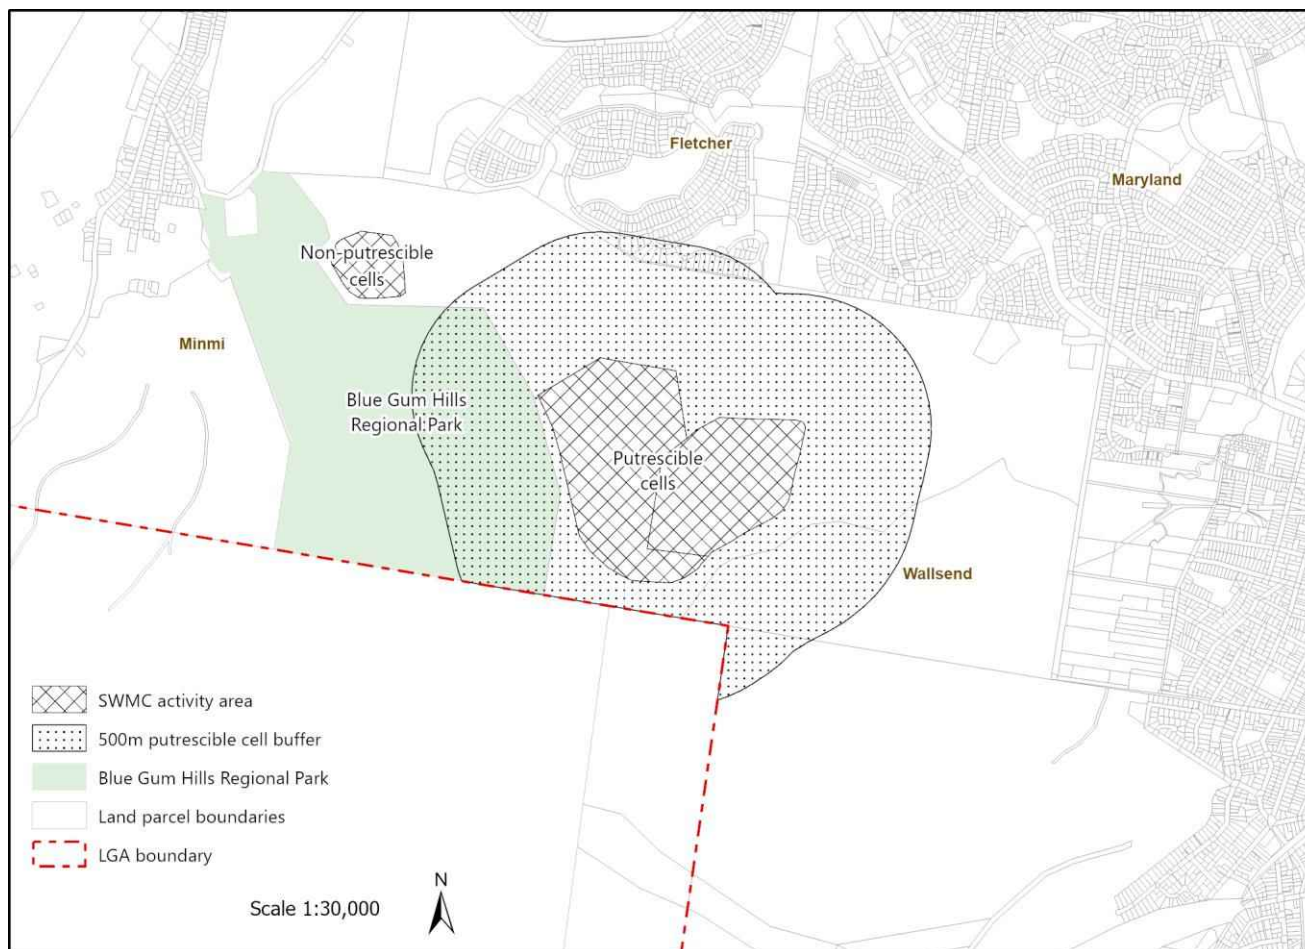 Fletcher
Maryland
Non-putrescible
cells
Minmi
Blue Gum Hills
Regional Park
Putrescible
cells
Wallsend
SWMC activity area
500m putrescible cell buffer
Blue Gum Hills Regional Park
Land parcel boundaries
LGA boundary
Scale 1:30,000
N